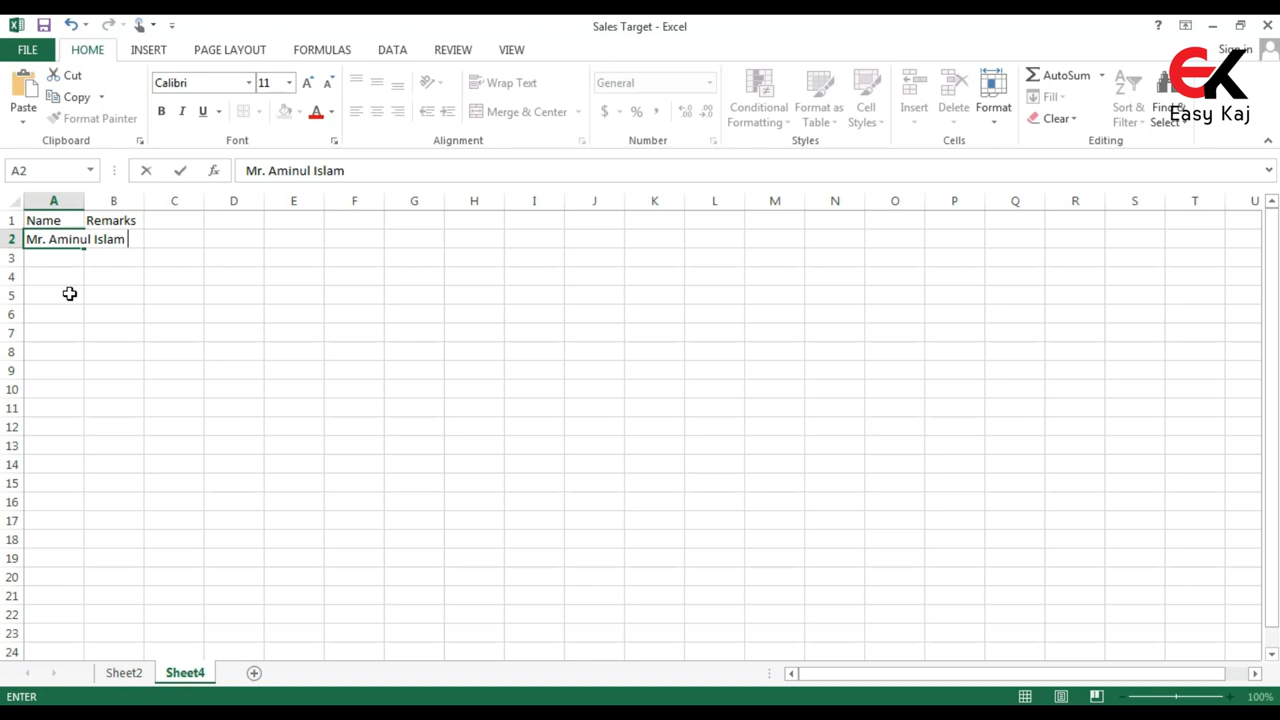 Sales Target - Excel
FILE HOME INSERT PAGE LAYOUT FORMULAS DATA REVIEW VIEW Sign in
EK
Easy Kaj
Paste Cut Calibri 11 Wrap Text General Conditional Formatting Format as Table Cell Styles Insert Delete Format AutoSum Sort & Filter Find & Select
Copy Format Painter B I U A Merge & Center $ % , Fill Clear
Clipboard Font Alignment Number Styles Cells Editing
A2 fx Mr. Aminul Islam
A B C D E F G H I J K L M N O P Q R S T U
1 Name Remarks
2 Mr. Aminul Islam
3
4
5
6
7
8
9
10
11
12
13
14
15
16
17
18
19
20
21
22
23
24
Sheet2 Sheet4
ENTER 100%